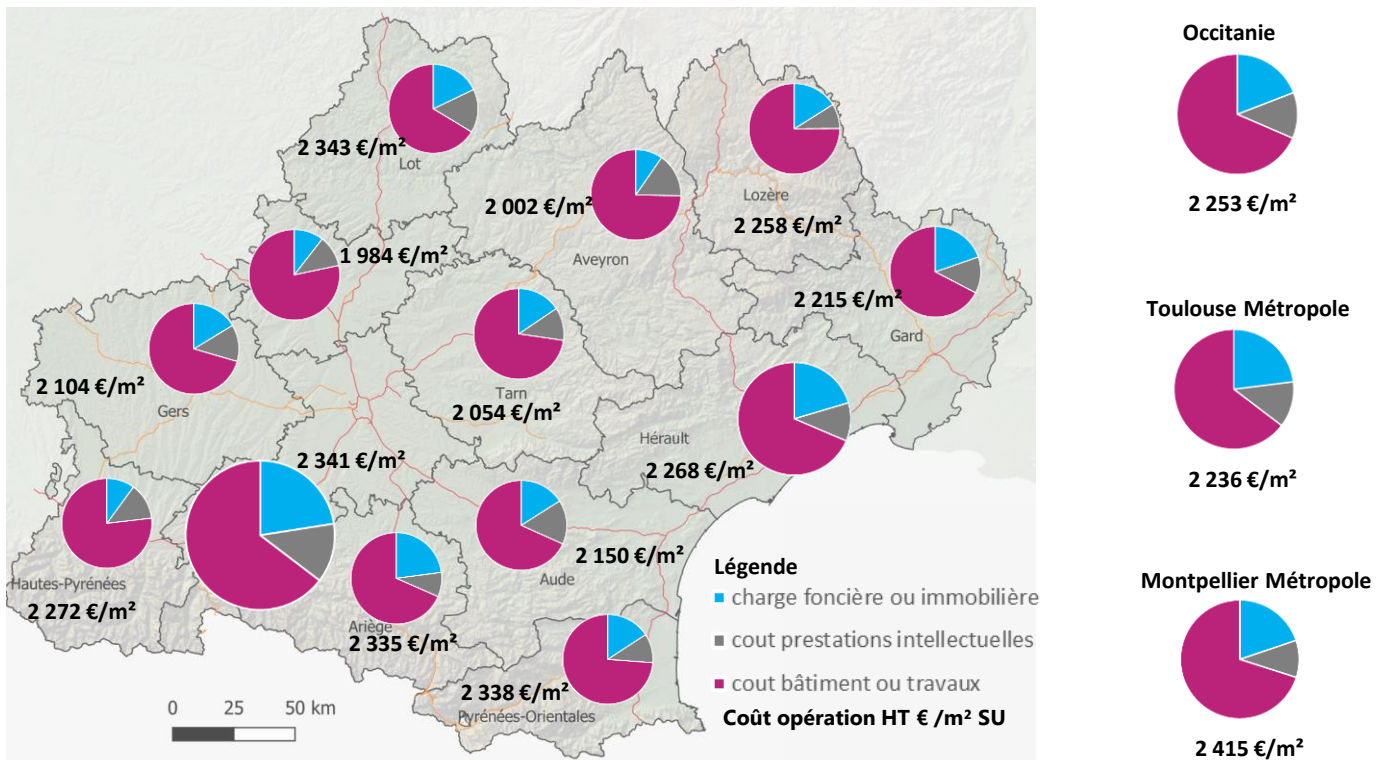 Occitanie
2 253 €/m²
Toulouse Métropole
2 236 €/m²
Montpellier Métropole
2 415 €/m²
2 343 €/m²
Lot
2 002 €/m²
Aveyron
Lozère
2 258 €/m²
1 984 €/m²
2 215 €/m²
Gard
2 104 €/m²
Gers
Tarn
2 054 €/m²
Hérault
2 268 €/m²
2 341 €/m²
Hautes-Pyrénées
2 272 €/m²
Ariège
2 335 €/m²
2 150 €/m²
Aude
2 338 €/m²
Pyrénées-Orientales
Légende
charge foncière ou immobilière
cout prestations intellectuelles
cout bâtiment ou travaux
Coût opération HT € /m² SU
0 25 50 km